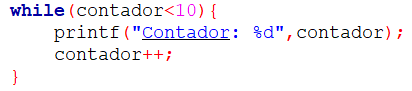 while(contador<10){
printf("Contador: %d",contador);
contador++;
}